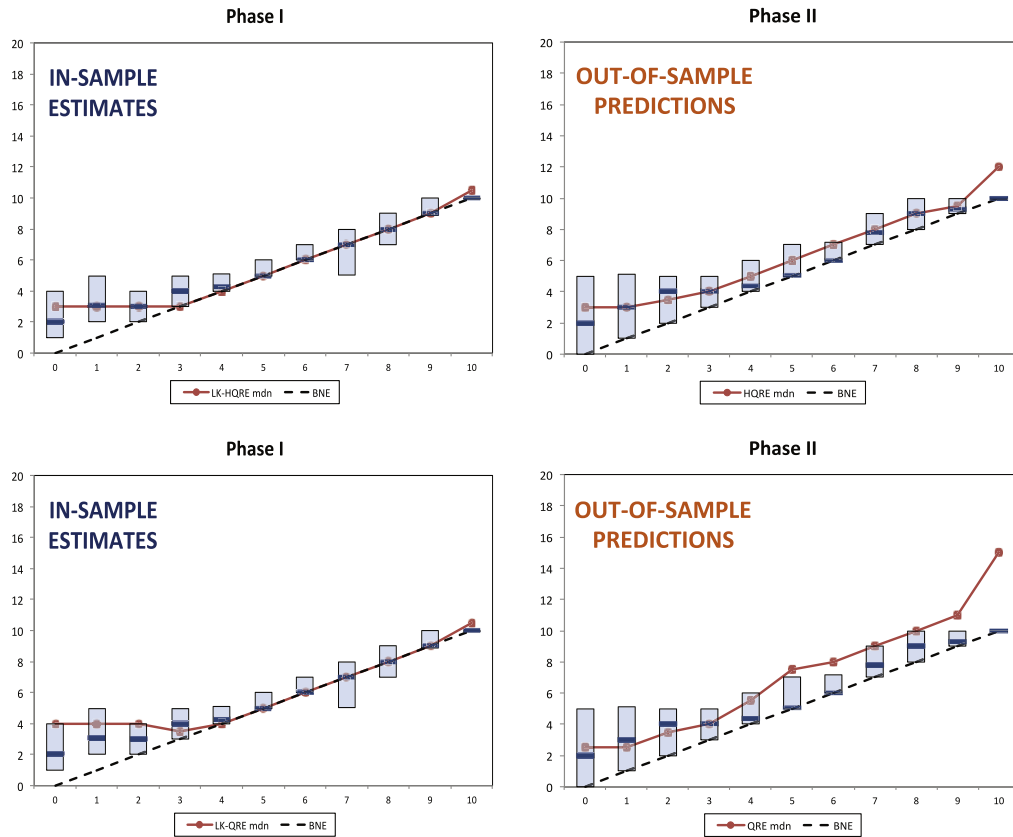 Phase I
20
18
16
14
12
10
8
6
4
2
0
IN-SAMPLE
ESTIMATES
0 1 2 3 4 5 6 7 8 9 10
LK-HQRE mdn BNE
Phase II
20
18
16
14
12
10
8
6
4
2
0
OUT-OF-SAMPLE
PREDICTIONS
0 1 2 3 4 5 6 7 8 9 10
HQRE mdn BNE
Phase I
20
18
16
14
12
10
8
6
4
2
0
IN-SAMPLE
ESTIMATES
0 1 2 3 4 5 6 7 8 9 10
LK-QRE mdn BNE
Phase II
20
18
16
14
12
10
8
6
4
2
0
OUT-OF-SAMPLE
PREDICTIONS
0 1 2 3 4 5 6 7 8 9 10
QRE mdn BNE